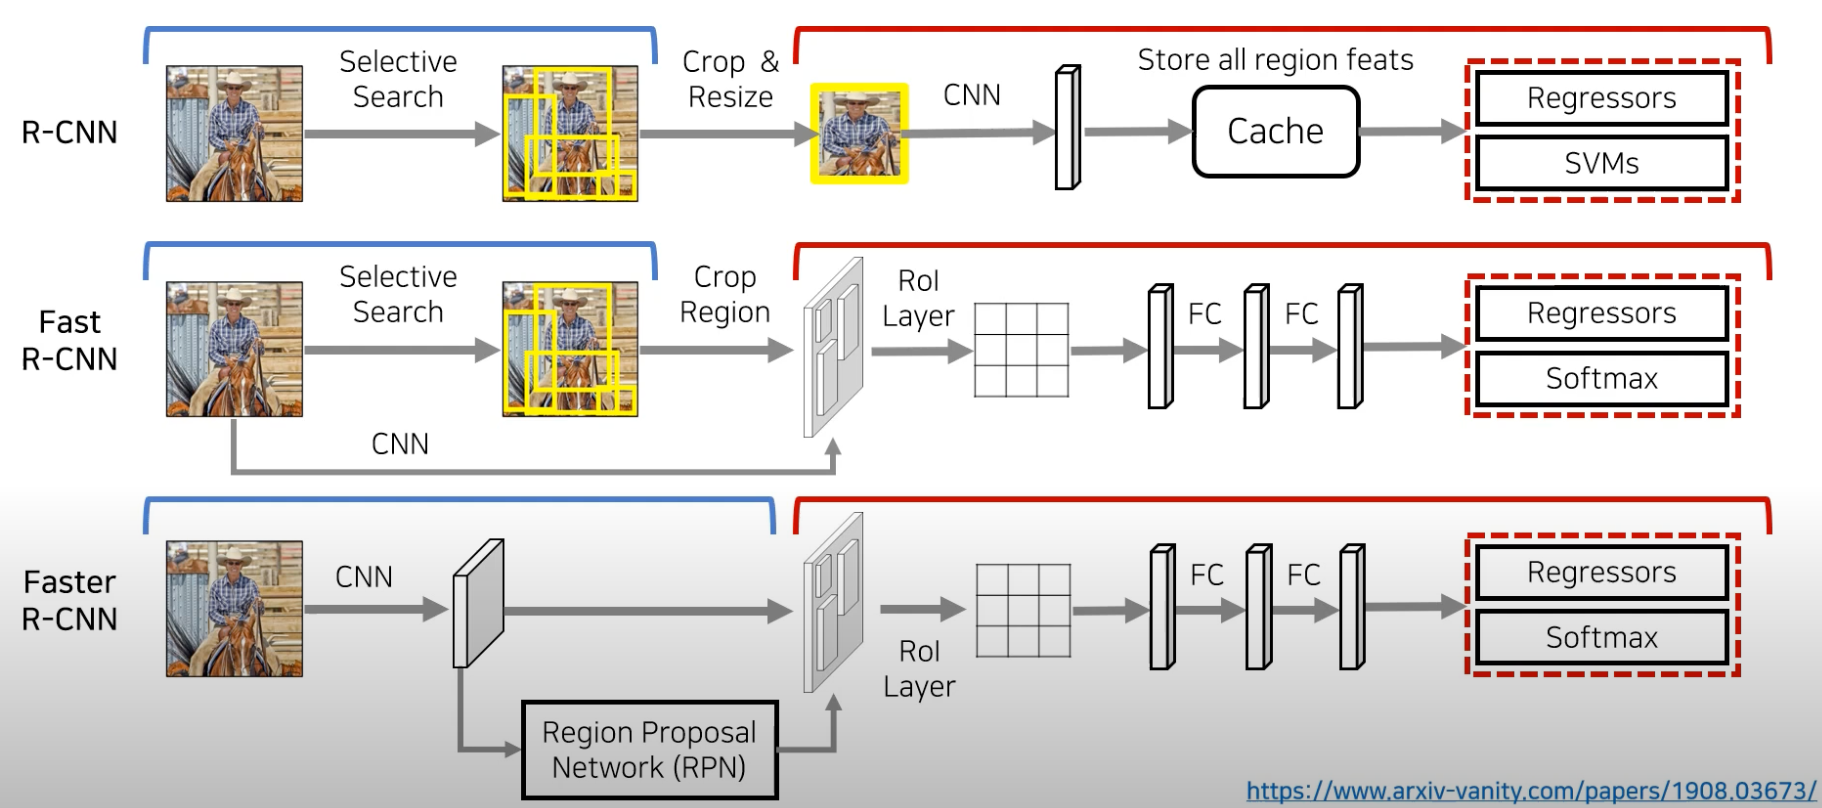 R-CNN
Selective
Search
Crop &
Resize
CNN
Store all region feats
Cache
Regressors
SVMs
Fast
R-CNN
Selective
Search
Crop
Region
CNN
RoI
Layer
FC
FC
Regressors
Softmax
Faster
R-CNN
CNN
Region Proposal
Network (RPN)
RoI
Layer
FC
FC
Regressors
Softmax
https://www.arxiv-vanity.com/papers/1908.03673/